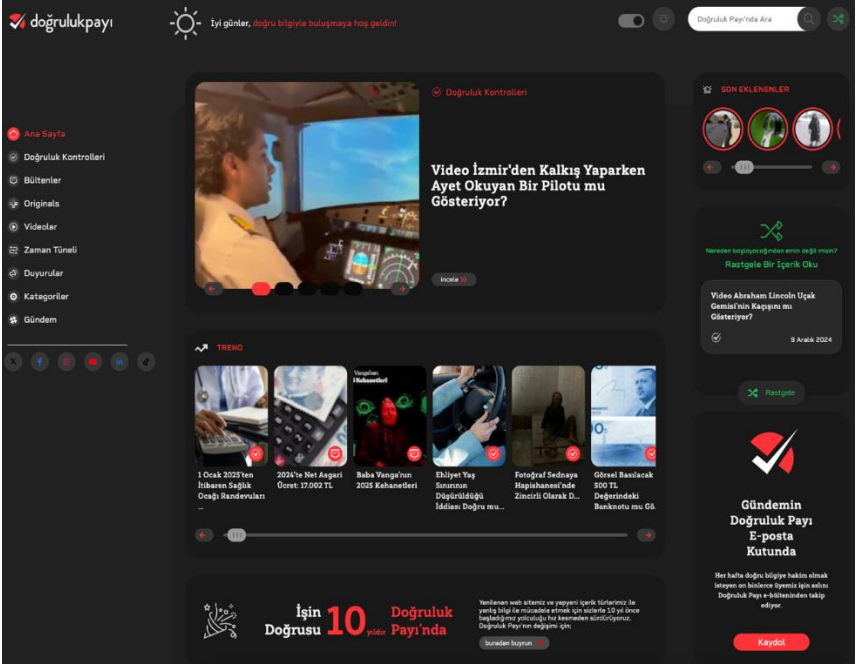 doğrulukpayı
İyi günler, doğru bilgiyle buluşmaya hoş geldin!
Doğruluk Payı'nda Ara
Ana Sayfa
Doğruluk Kontrolleri
Bültenler
Originals
Videolar
Zaman Tüneli
Duyurular
Kategoriler
Gündem
Doğruluk Kontrolleri
Video İzmir'den Kalkış Yaparken
Ayet Okuyan Bir Pilotu mu
Gösteriyor?
incele
TREND
Vangelis
Kehanetleri
1 Ocak 2025'ten
İtibaren Sağlık
Ocağı Randevuları
...
2024'te Net Asgari
Ücret: 17.002 TL
Baba Vanga'nın
2025 Kehanetleri
Ehliyet Yaş
Sınırının
Düşürüldüğü
İddiası Doğru mu...
Fotoğraf Sednaya
Hapishanesi'nde
Zincirli Olarak D...
Görsel Basılacak
500 TL
Değerindeki
Banknotu mu Gö.
İşin
Doğrusu
10
yıldır
Doğruluk
Payı'nda
Yenilenen web sitemiz ve yepyeni içerik türlerimiz ile
yanlış bilgi ile mücadele etmek için sizlerle 10 yıl önce
başladığımız yolculuğu hız kesmeden sürdürüyoruz.
Doğruluk Payı'nın değişimi için;
buradan buyrun
SON EKLENENLER
Nereden başlayacağından emin değil misin?
Rastgele Bir İçerik Oku
Video Abraham Lincoln Uçak
Gemisi'nin Kaçışını mı
Gösteriyor?
9 Aralık 2024
Rastgele
Gündemin
Doğruluk Payı
E-posta
Kutunda
Her hafta doğru bilgiye hakim olmak
isteyen on binlerce üyemiz için aslını
Doğruluk Payı e-bülteninden takip
ediyor.
Kaydol